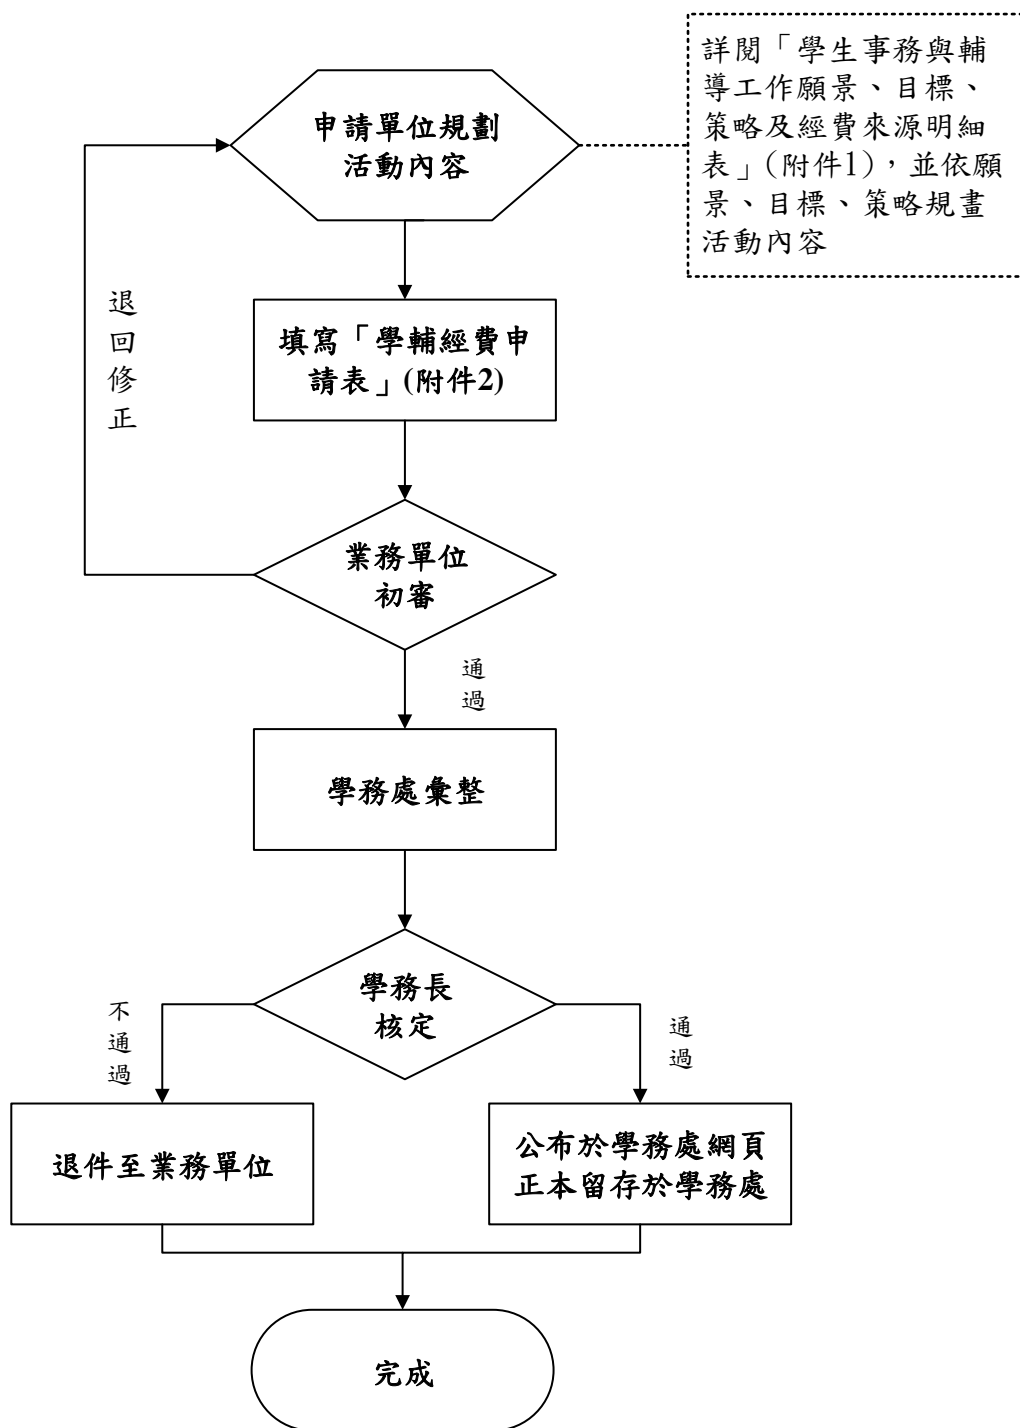 申請單位規劃
活動內容
詳閱「學生事務與輔
導工作願景、目標、
策略及經費來源明細
表」(附件1)，並依願
景、目標、策略規畫
活動內容
退
回
修
正
填寫「學輔經費申
請表」(附件2)
業務單位
初審
通
過
學務處彙整
學務長
核定
不
通
過
通
過
退件至業務單位
公布於學務處網頁
正本留存於學務處
完成